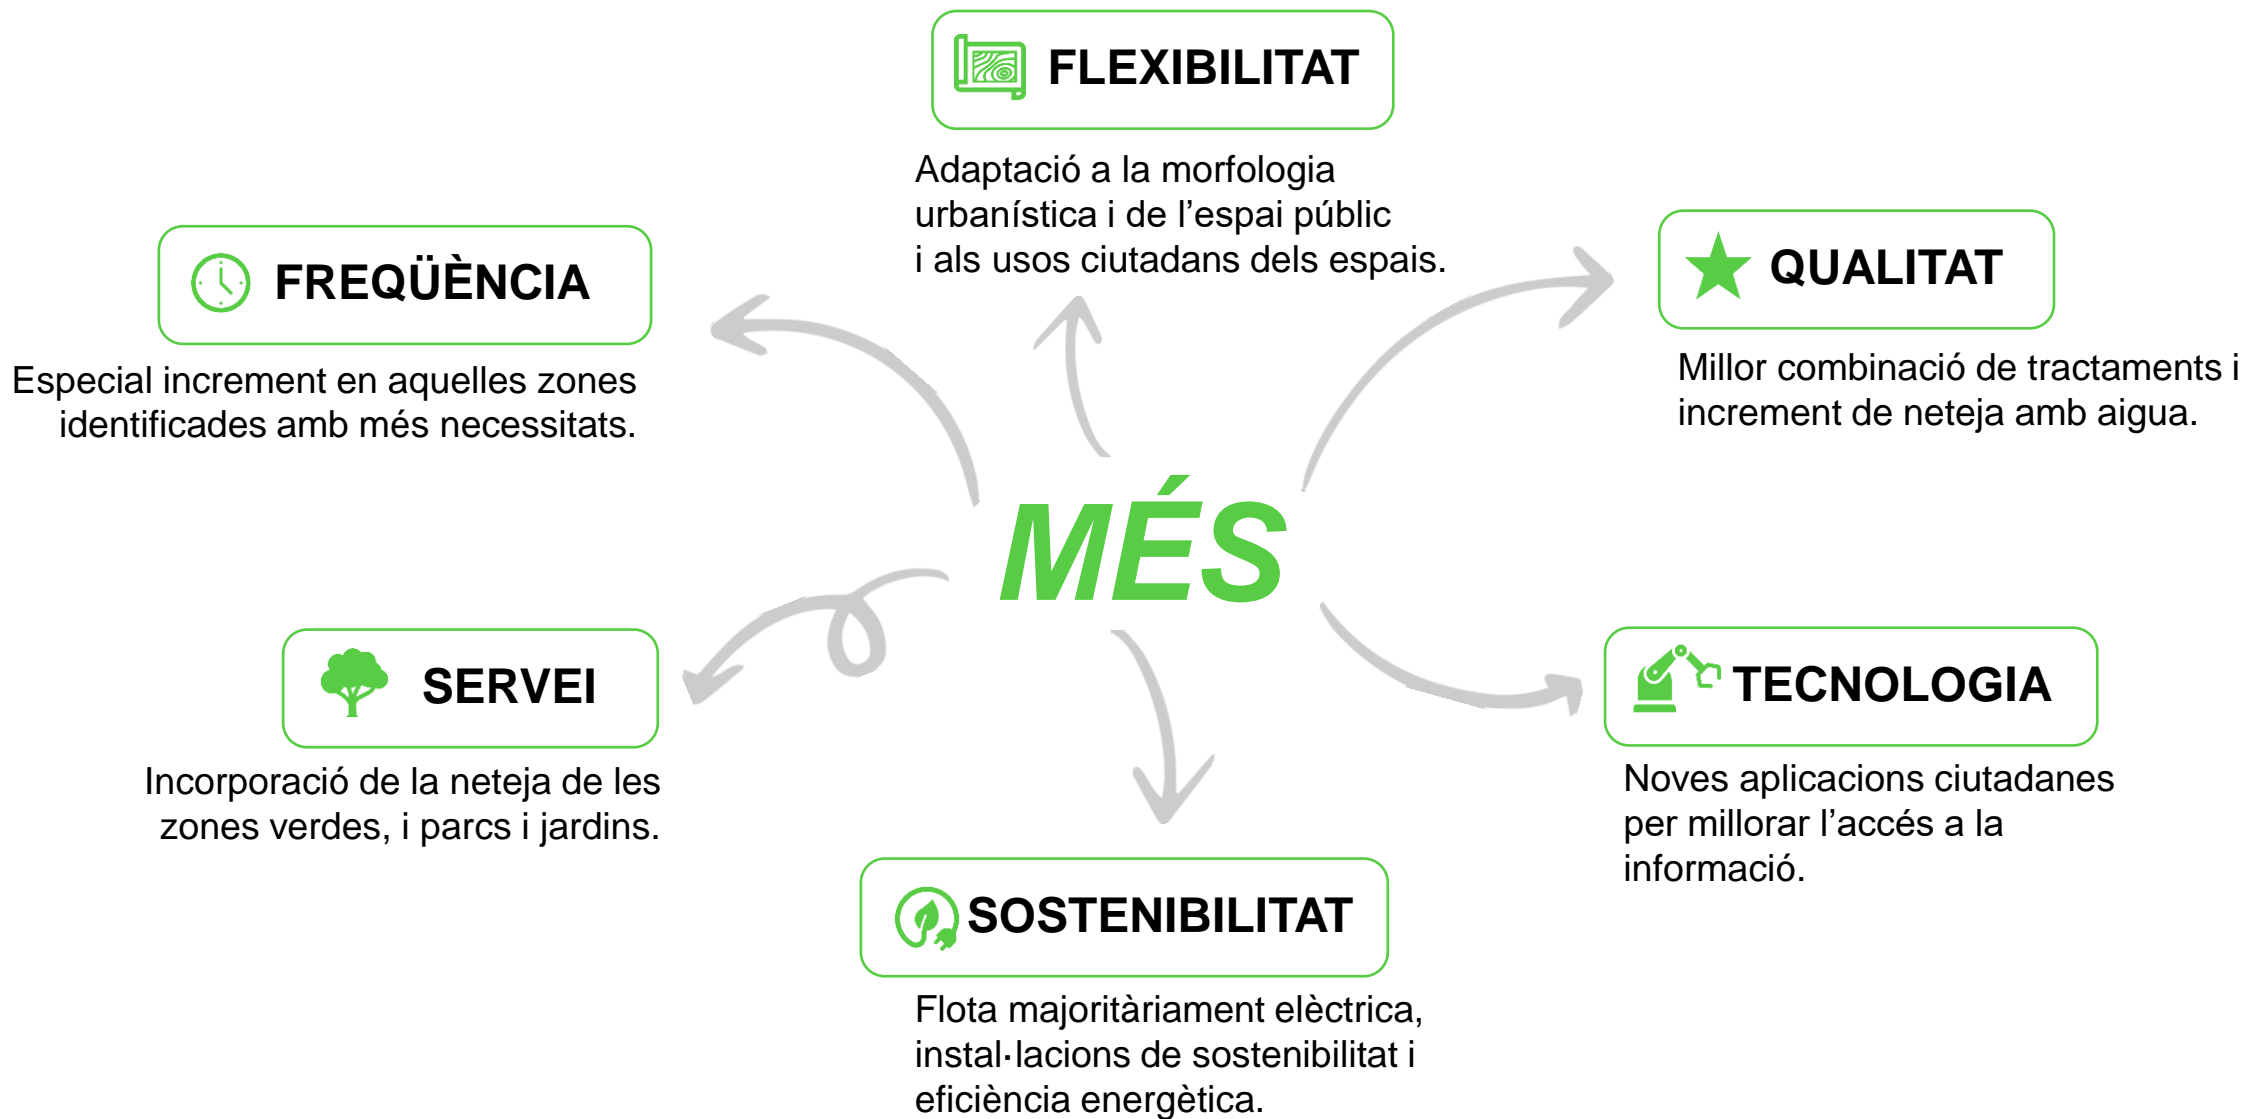 FLEXIBILITAT
Adaptació a la morfologia
urbanística i de l’espai públic
i als usos ciutadans dels espais.
FREQÜÈNCIA
Especial increment en aquelles zones
identificades amb més necessitats.
QUALITAT
Millor combinació de tractaments i
increment de neteja amb aigua.
MÉS
SERVEI
Incorporació de la neteja de les
zones verdes, i parcs i jardins.
TECNOLOGIA
Noves aplicacions ciutadanes
per millorar l’accés a la
informació.
SOSTENIBILITAT
Flota majoritàriament elèctrica,
instal·lacions de sostenibilitat i
eficiència energètica.